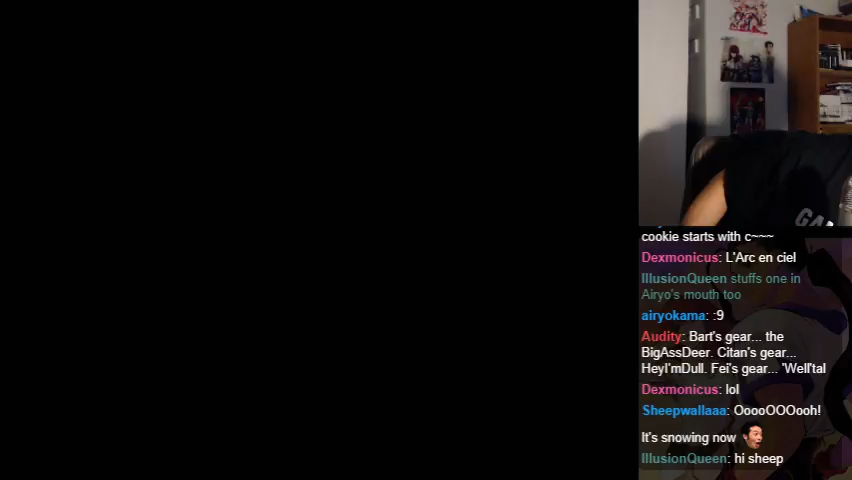 GA
cookie starts with c~~~
Dexmonicus: L'Arc en ciel
IllusionQueen stuffs one in
Airyo's mouth too
airyokama: :9
Audity: Bart's gear... the
BigAssDeer. Citan's gear...
HeyI'mDull. Fei's gear... 'Well'tal
Dexmonicus: lol
Sheepwallaaa: OoooOOOooh!
It's snowing now
IllusionQueen: hi sheep